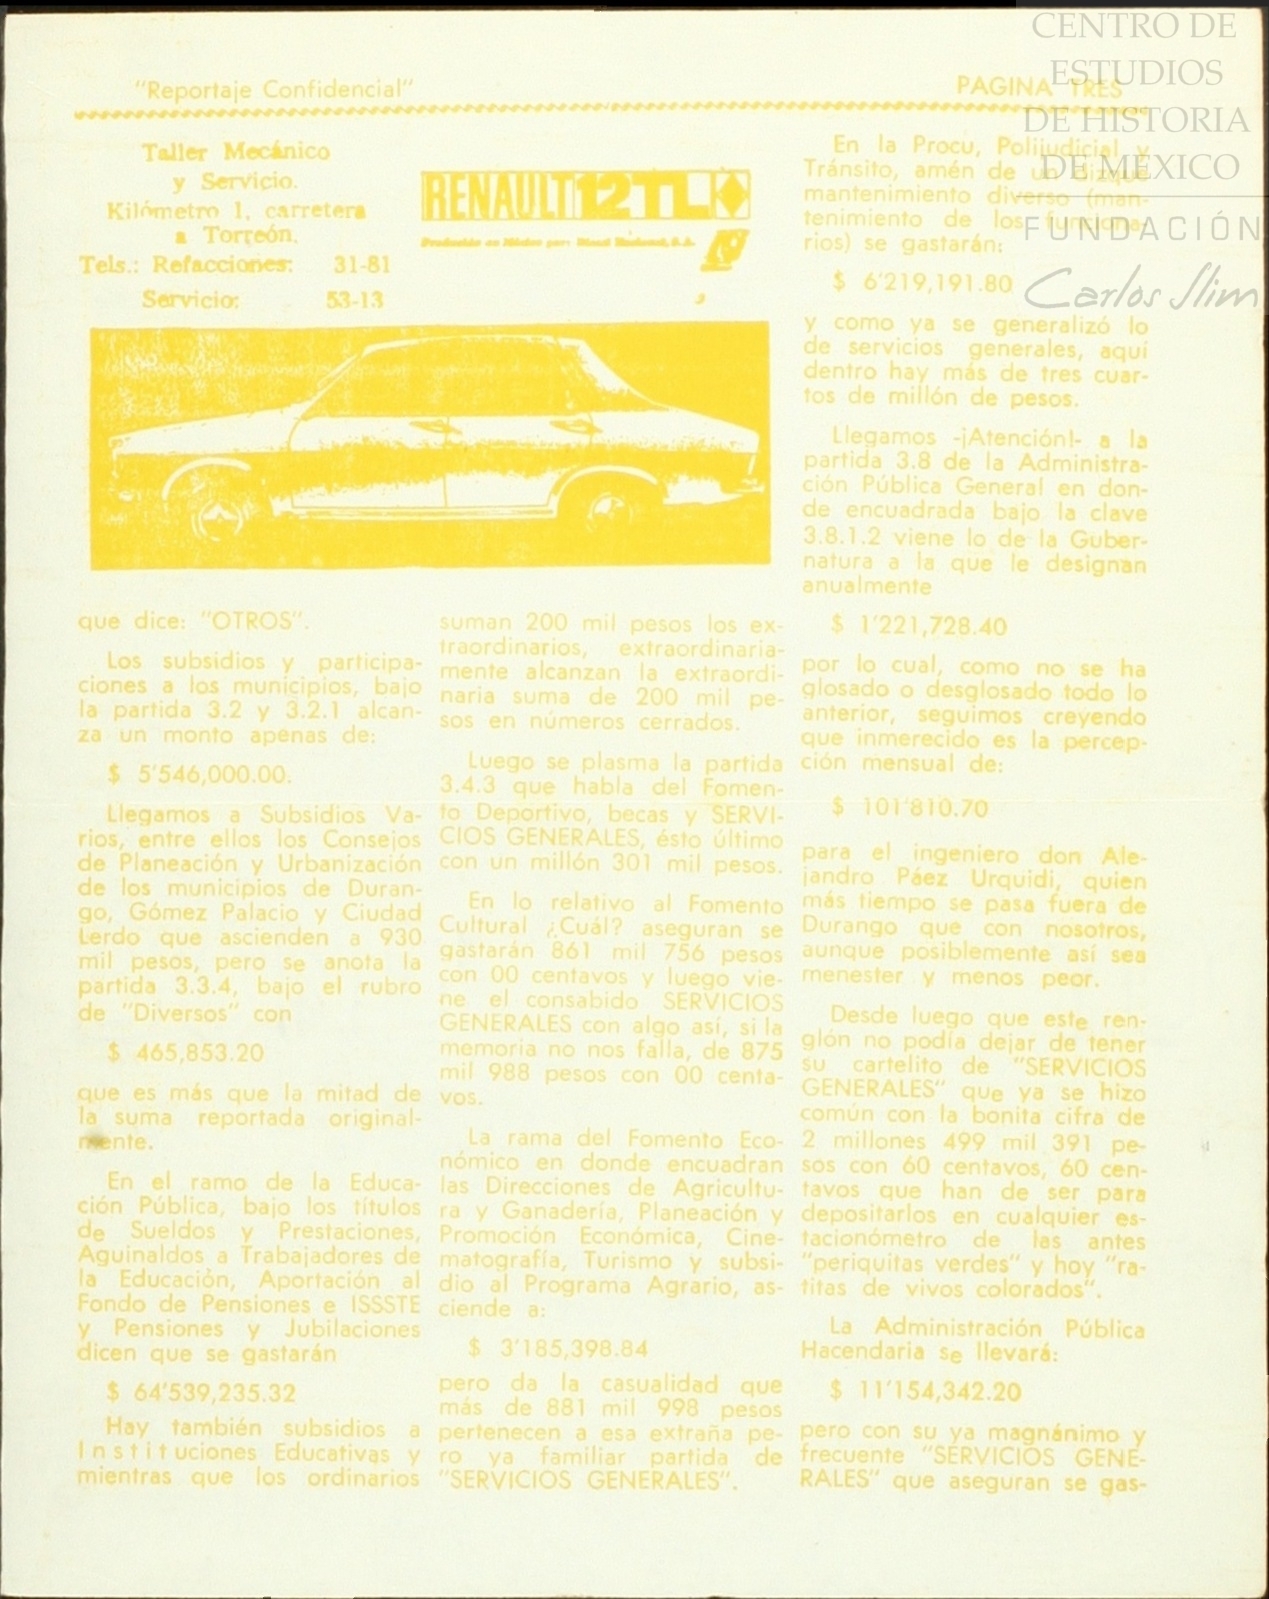 "Reportaje Confidencial"
PAGINA TRES
CENTRO DE
ESTUDIOS
DE HISTORIA
DE MÉXICO
FUNDACIÓN
Carlos Slim
Taller Mecánico
y Servicio.
Kilómetro 1, carretera
a Torreón.
Tels.: Refacciones: 31-81
Servicio: 53-13
RENAULT 12 TL
que dice: "OTROS".
Los subsidios y participa-
ciones a los municipios, bajo
la partida 3.2 y 3.2.1 alcan-
za un monto apenas de:
$ 5'546,000.00.
Llegamos a Subsidios Va-
rios, entre ellos los Consejos
de Planeación y Urbanización
de los municipios de Duran-
go, Gómez Palacio y Ciudad
Lerdo que ascienden a 930
mil pesos, pero se anota la
partida 3.3.4, bajo el rubro
de "Diversos" con
$ 465,853.20
que es más que la mitad de
la suma reportada original-
mente.
En el ramo de la Educa-
ción Pública, bajo los títulos
de Sueldos y Prestaciones,
Aguinaldos a Trabajadores de
la Educación, Aportación al
Fondo de Pensiones e ISSSTE
y Pensiones y Jubilaciones
dicen que se gastarán
$ 64'539,235.32
Hay también subsidios a
Instituciones Educativas y
mientras que los ordinarios
suman 200 mil pesos los ex-
traordinarios, extraordinaria-
mente alcanzan la extraordi-
naria suma de 200 mil pe-
sos en números cerrados.
Luego se plasma la partida
3.4.3 que habla del Fomen-
to Deportivo, becas y SERVI-
CIOS GENERALES, ésto último
con un millón 301 mil pesos.
En lo relativo al Fomento
Cultural ¿Cuál? aseguran se
gastarán 861 mil 756 pesos
con 00 centavos y luego vie-
ne el consabido SERVICIOS
GENERALES con algo así, si la
memoria no nos falla, de 875
mil 988 pesos con 00 centa-
vos.
La rama del Fomento Eco-
nómico en donde encuadran
las Direcciones de Agricultu-
ra y Ganadería, Planeación y
Promoción Económica, Cine-
matografía, Turismo y subsi-
dio al Programa Agrario, as-
ciende a:
$ 3'185,398.84
pero da la casualidad que
más de 881 mil 998 pesos
pertenecen a esa extraña pe-
ro ya familiar partida de
"SERVICIOS GENERALES".
En la Procu, Polijudicial y
Tránsito, amén de un dizque
mantenimiento diverso (man-
tenimiento de los funciona-
rios) se gastarán:
$ 6'219,191.80
y como ya se generalizó lo
de servicios generales, aquí
dentro hay más de tres cuar-
tos de millón de pesos.
Llegamos -¡Atención!- a la
partida 3.8 de la Administra-
ción Pública General en don-
de encuadrada bajo la clave
3.8.1.2 viene lo de la Guber-
natura a la que le designan
anualmente
$ 1'221,728.40
por lo cual, como no se ha
glosado o desglosado todo lo
anterior, seguimos creyendo
que inmerecido es la percep-
ción mensual de:
$ 101'810.70
para el ingeniero don Ale-
jandro Páez Urquidi, quien
más tiempo se pasa fuera de
Durango que con nosotros,
aunque posiblemente así sea
menester y menos peor.
Desde luego que este ren-
glón no podía dejar de tener
su cartelito de "SERVICIOS
GENERALES" que ya se hizo
común con la bonita cifra de
2 millones 499 mil 391 pe-
sos con 60 centavos, 60 cen-
tavos que han de ser para
depositarlos en cualquier es-
tacionómetro de las antes
"periquitas verdes" y hoy "ra-
titas de vivos colorados".
La Administración Pública
Hacendaria se llevará:
$ 11'154,342.20
pero con su ya magnánimo y
frecuente "SERVICIOS GENE-
RALES" que aseguran se gas-